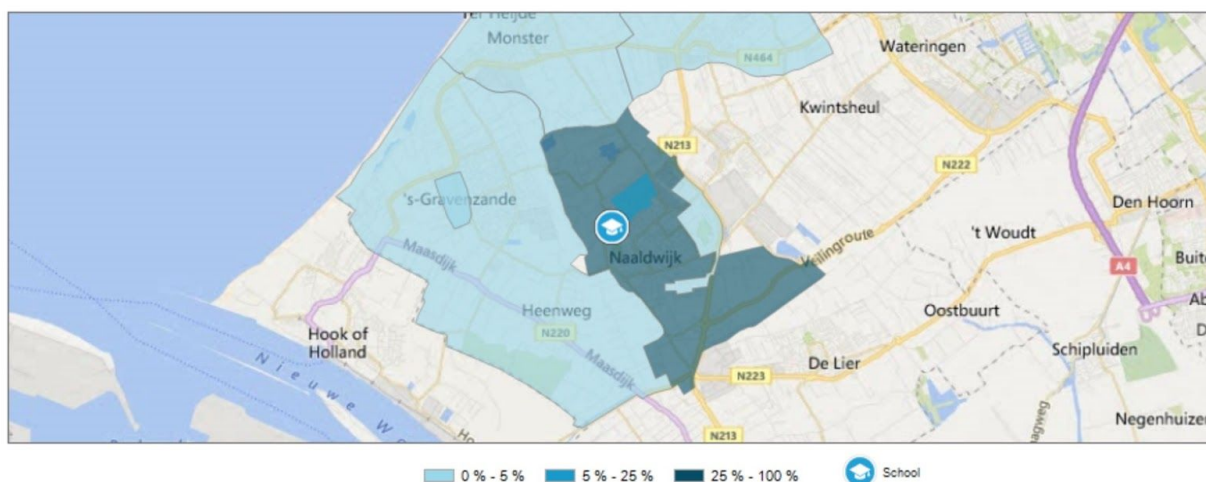 Ter Heijde
Monster
N464
Wateringen
Kwintsheul
N213
N222
's-Gravenzande
Den Hoorn
Maasdijk
't Woudt
Vrilingroute
Naaldwijk
A4
Heenweg
Oostbuurt
N220
Hook of
Holland
Schipluiden
De Lier
Maasdijk
N223
Nieuwe
N213
Negenhuizen
0 % - 5 %
5 % - 25 %
25 % - 100 %
School